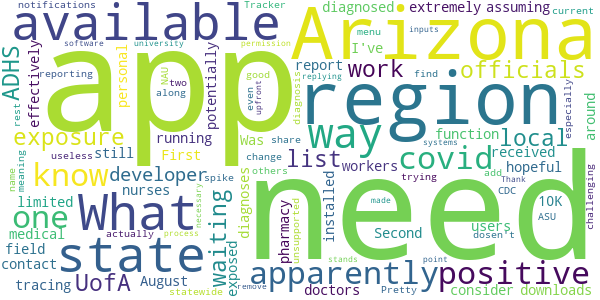 notifications
available
Tracker
Arizona
diagnosed
extremely assuming
current
software
university
permission
menu
inputs
I've
ADHS
effectively
reporting
personal
NAU
two
along
potentially
good
even
upfront
diagnosis
app
region
report
replying
work
find
officials
especially
rest
exposure
running
Was
function
systems
local
around
way
know
First
still
developer
share
change
list
workers
covid
received
hopeful
useless
meaning
name
nurses
spike
others
trying
Thank
CDC
add
challenging
limited
one
What
waiting
diagnoses
pharmacy
unsupported
installed
need
Second
users
dosen't
10K
ASU
medical
actually
process
necessary
state
exposed
apparently
positive
field
contact
August
statewide
remove
made
stands
point
tracing
UofA
doctors
Pretty
consider
downloads